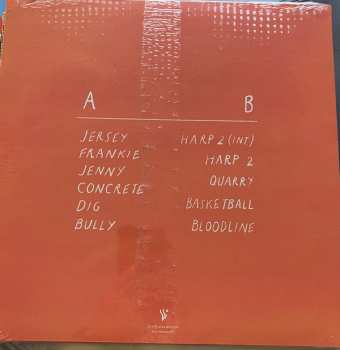 A
B
JERSEY
FRANKIE
JENNY
CONCRETE
DIG
BULLY
HARP 2 (INT)
HARP 2
QUARRY
BASKETBALL
BLOODLINE